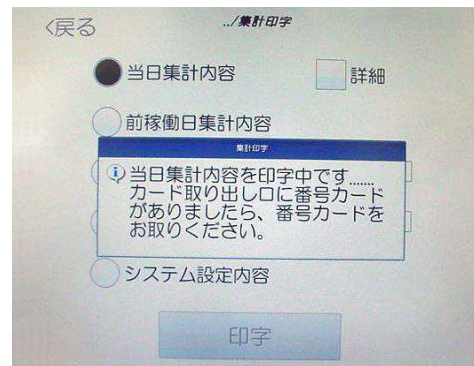 〈戻る
../集計印字
当日集計内容
詳細
前稼働日集計内容
集計印字
当日集計内容を印字中です……
カード取り出し口に番号カード
がありましたら、番号カードを
お取りください。
システム設定内容
印字